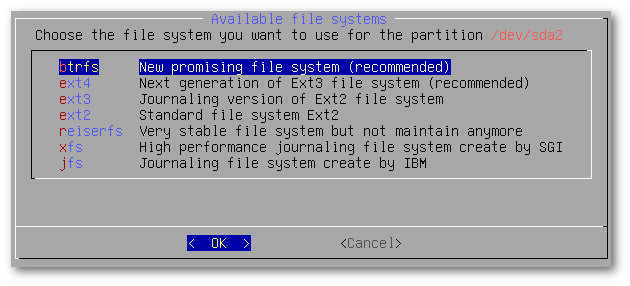 Available file systems
Choose the file system you want to use for the partition /dev/sda2
btrfs New promising file system (recommended)
ext4 Next generation of Ext3 file system (recommended)
ext3 Journaling version of Ext2 file system
ext2 Standard file system Ext2
reiserfs Very stable file system but not maintain anymore
xfs High performance journaling file system create by SGI
jfs Journaling file system create by IBM
< OK > <Cancel>